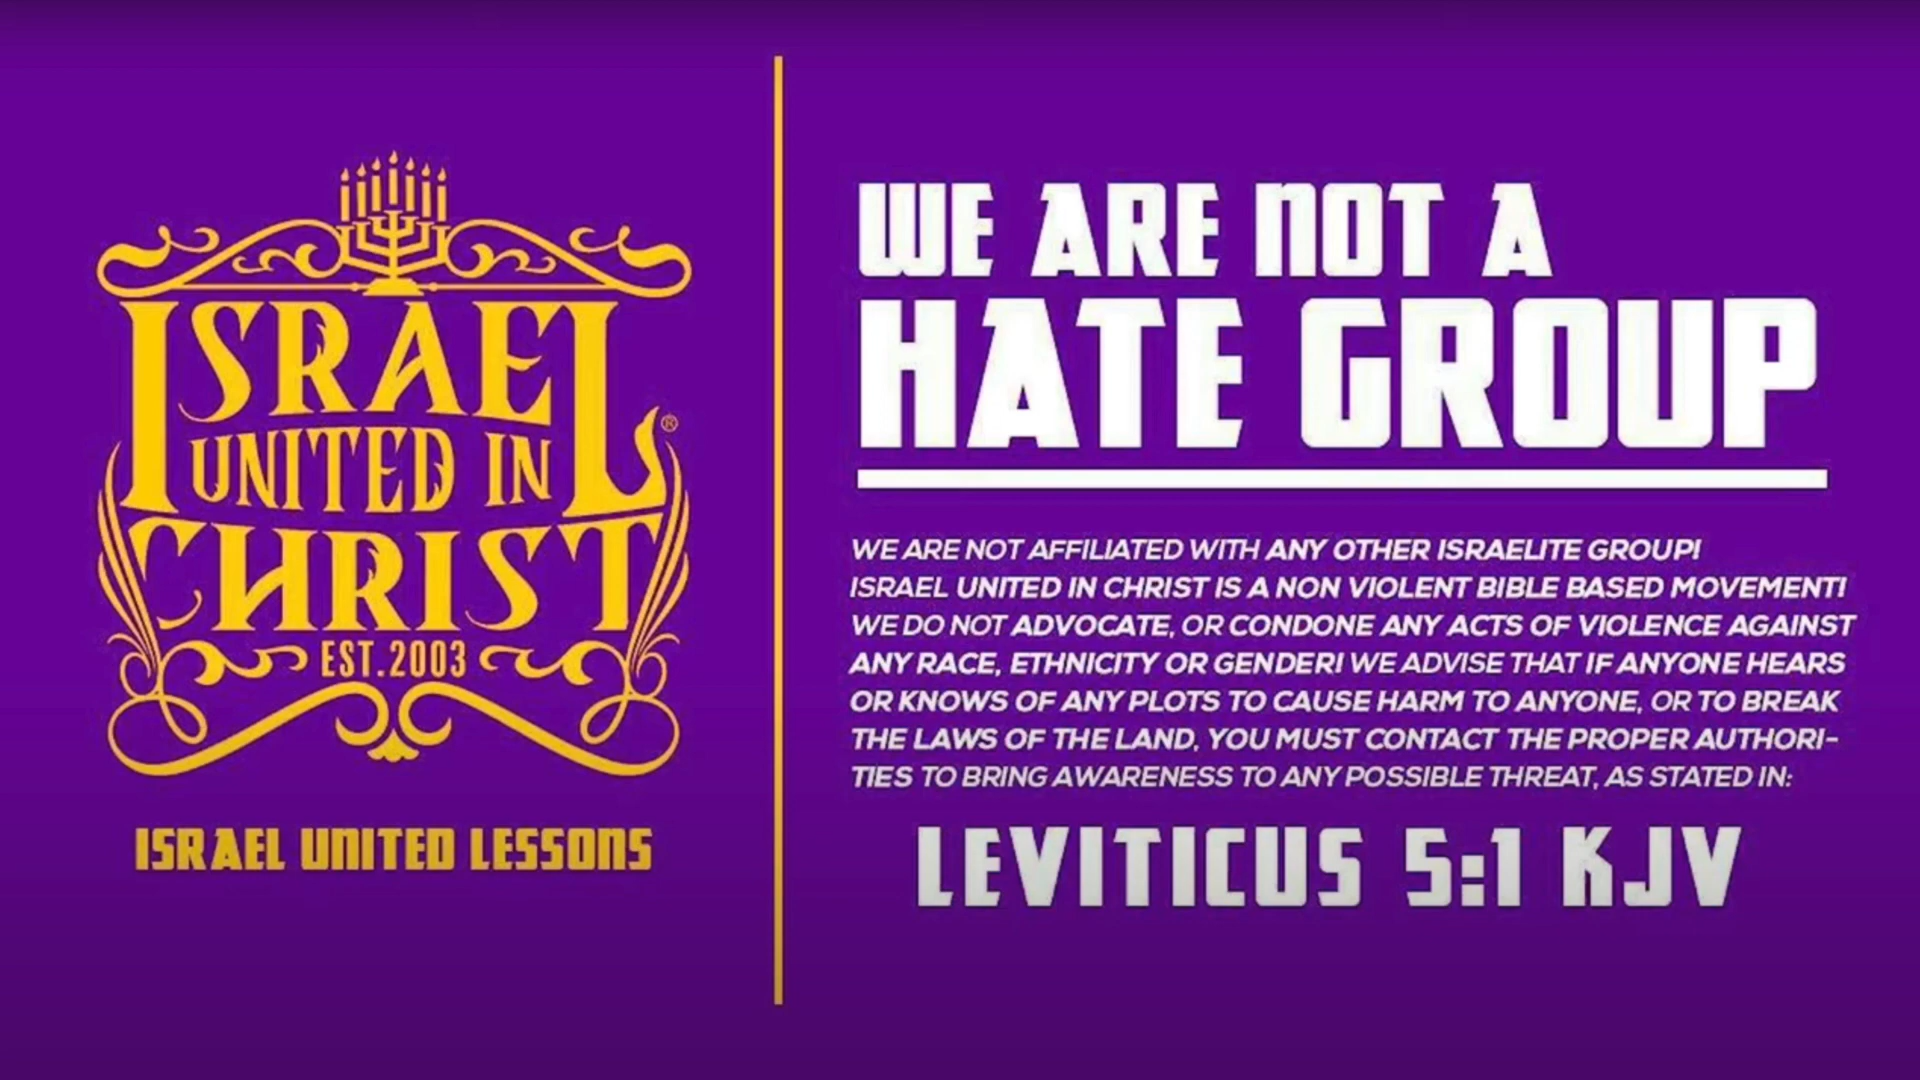 ISRAEL
UNITED IN
CHRIST
®
EST.2003
ISRAEL UNITED LESSONS
WE ARE NOT A
HATE GROUP
WE ARE NOT AFFILIATED WITH ANY OTHER ISRAELITE GROUP!
ISRAEL UNITED IN CHRIST IS A NON VIOLENT BIBLE BASED MOVEMENT!
WE DO NOT ADVOCATE, OR CONDONE ANY ACTS OF VIOLENCE AGAINST
ANY RACE, ETHNICITY OR GENDER! WE ADVISE THAT IF ANYONE HEARS
OR KNOWS OF ANY PLOTS TO CAUSE HARM TO ANYONE, OR TO BREAK
THE LAWS OF THE LAND, YOU MUST CONTACT THE PROPER AUTHORI-
TIES TO BRING AWARENESS TO ANY POSSIBLE THREAT, AS STATED IN:
LEVITICUS 5:1 KJV